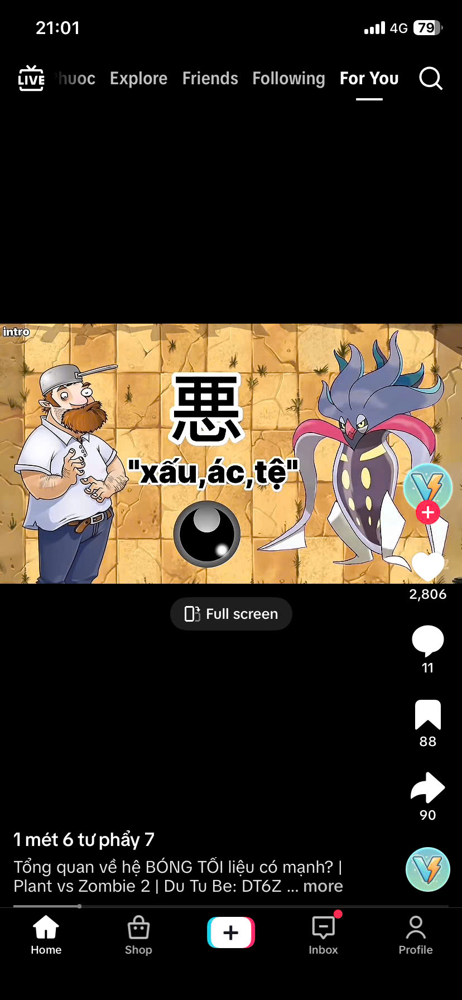 21:01
4G 79
LIVE
huoc Explore Friends Following For You
intro
悪
"xấu,ác,tệ"
2,806
Full screen
11
88
90
1 mét 6 tư phẩy 7
Tổng quan về hệ BÓNG TỐI liệu có mạnh? |
Plant vs Zombie 2 | Du Tu Be: DT6Z ... more
Home Shop Inbox Profile